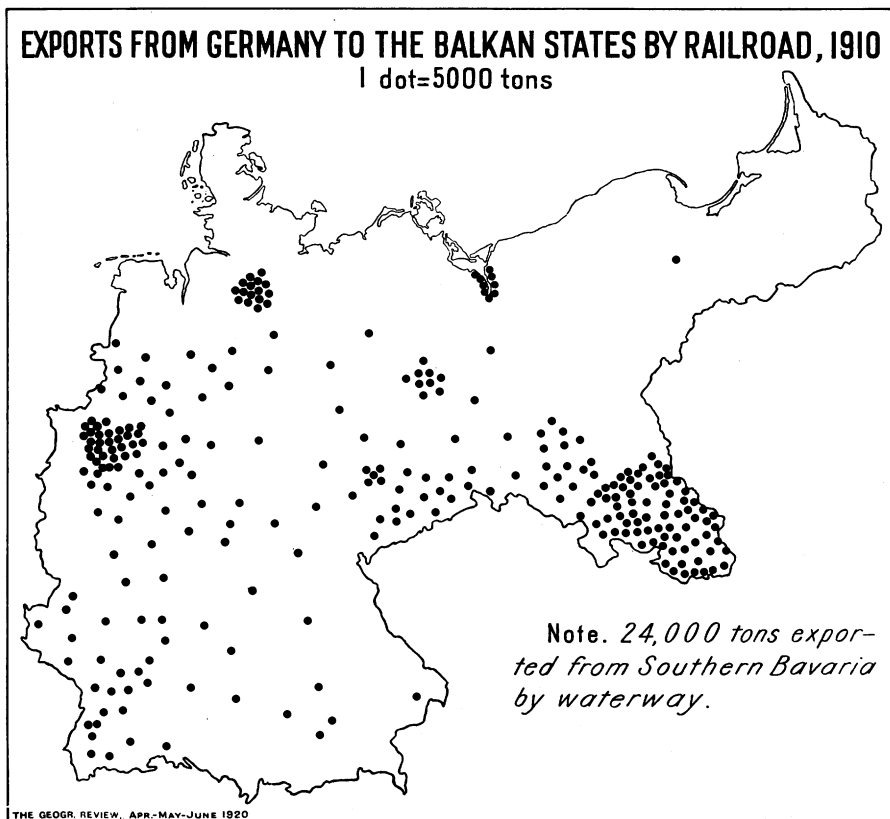 EXPORTS FROM GERMANY TO THE BALKAN STATES BY RAILROAD, 1910
1 dot=5000 tons
Note. 24,000 tons expor-
ted from Southern Bavaria
by waterway.
THE GEOGR. REVIEW, APR.-MAY-JUNE 1920